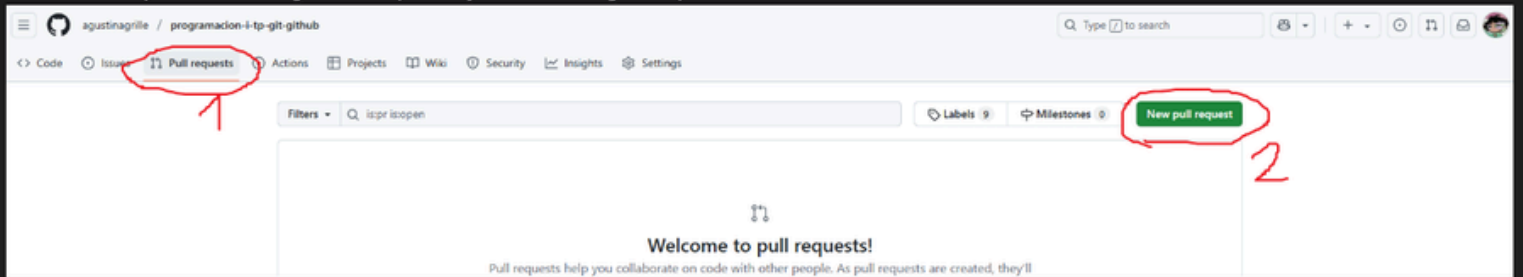 agustinagrille / programacion-i-tp-git-github
Type / to search
Code Issues Pull requests Actions Projects Wiki Security Insights Settings
1
Filters is:pr is:open Labels 9 Milestones 0 New pull request
2
Welcome to pull requests!
Pull requests help you collaborate on code with other people. As pull requests are created, they'll